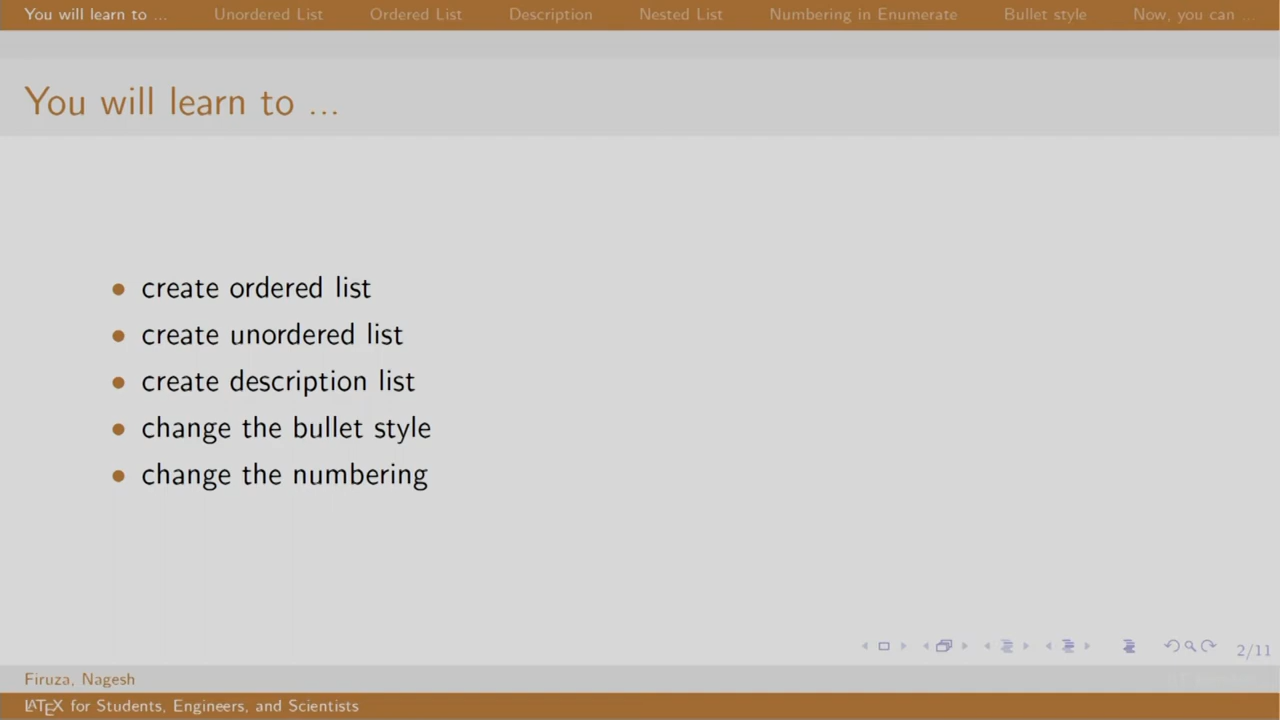 You will learn to ... Unordered List Ordered List Description Nested List Numbering in Enumerate Bullet style Now, you can ...
You will learn to ...
• create ordered list
• create unordered list
• create description list
• change the bullet style
• change the numbering
2/11
Firuza, Nagesh
LATEX for Students, Engineers, and Scientists